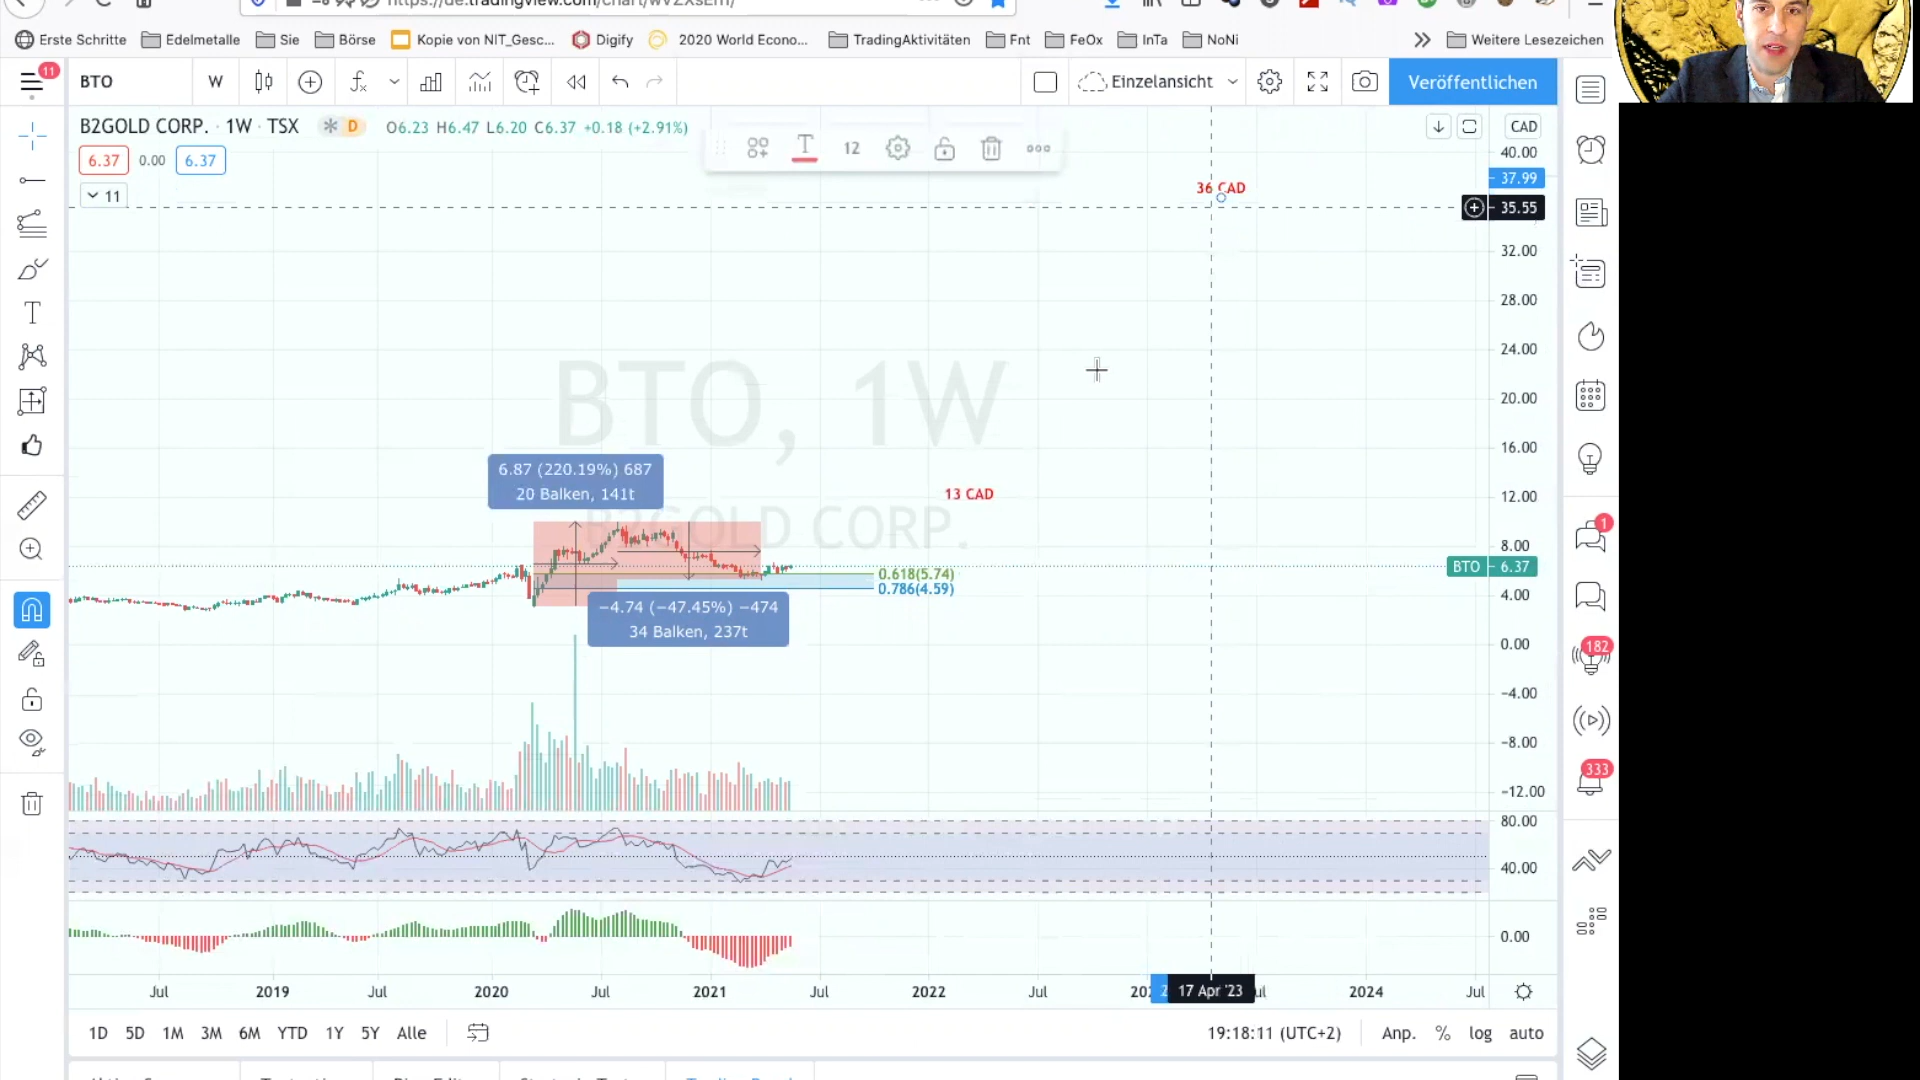 Erste Schritte Edelmetalle Sie Börse Kopie von NIT_Gesc... Digify 2020 World Econo... TradingAktivitäten Fnt FeOx InTa NoNi Weitere Lesezeichen
11
BTO W Einzelansicht Veröffentlichen
B2GOLD CORP. · 1W · TSX D O6.23 H6.47 L6.20 C6.37 +0.18 (+2.91%)
CAD
12
6.37 0.00 6.37
11
40.00
37.99
36 CAD
35.55
32.00
28.00
24.00
20.00
16.00
12.00
8.00
BTO 6.37
4.00
0.00
−4.00
−8.00
−12.00
BTO, 1W
B2GOLD CORP.
6.87 (220.19%) 687
20 Balken, 141t
13 CAD
0.618(5.74)
0.786(4.59)
−4.74 (−47.45%) −474
34 Balken, 237t
1
182
333
80.00
40.00
0.00
Jul 2019 Jul 2020 Jul 2021 Jul 2022 Jul 17 Apr '23 2024 Jul
1D 5D 1M 3M 6M YTD 1Y 5Y Alle 19:18:11 (UTC+2) Anp. % log auto